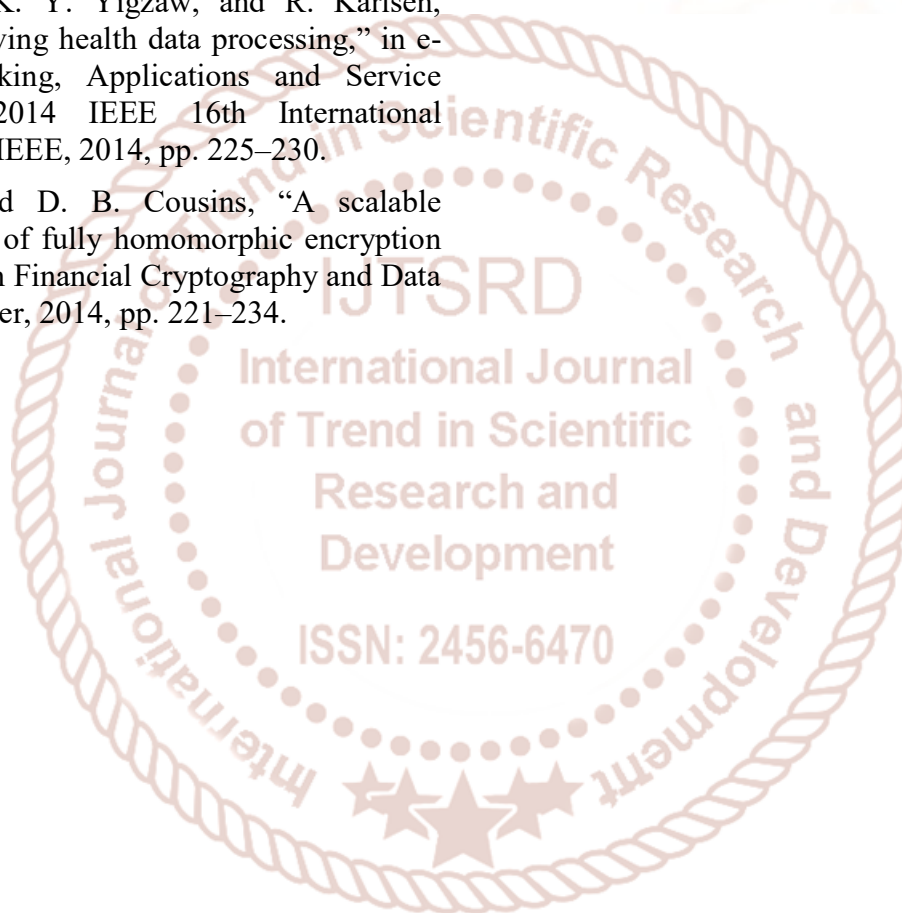 K. Y. Yigzaw, and R. Karlsen,
ving health data processing,” in e-
king, Applications and Service
2014 IEEE 16th International
IEEE, 2014, pp. 225–230.
d D. B. Cousins, “A scalable
of fully homomorphic encryption
n Financial Cryptography and Data
er, 2014, pp. 221–234.
International Journal of Trend in Scientific Research and Development
IJTSRD
International Journal
of Trend in Scientific
Research and
Development
ISSN: 2456-6470